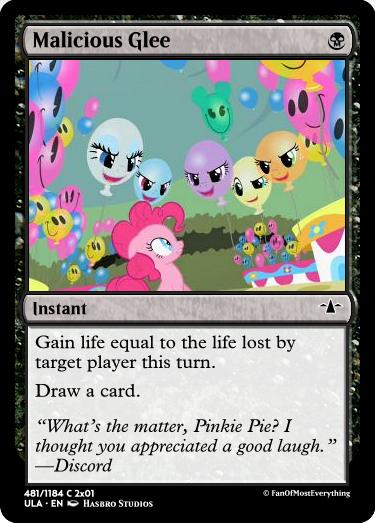 Malicious Glee
Instant
Gain life equal to the life lost by
target player this turn.
Draw a card.
“What's the matter, Pinkie Pie? I
thought you appreciated a good laugh.”
—Discord
481/1184 C 2x01
ULA · EN Hasbro Studios
© FanOfMostEverything